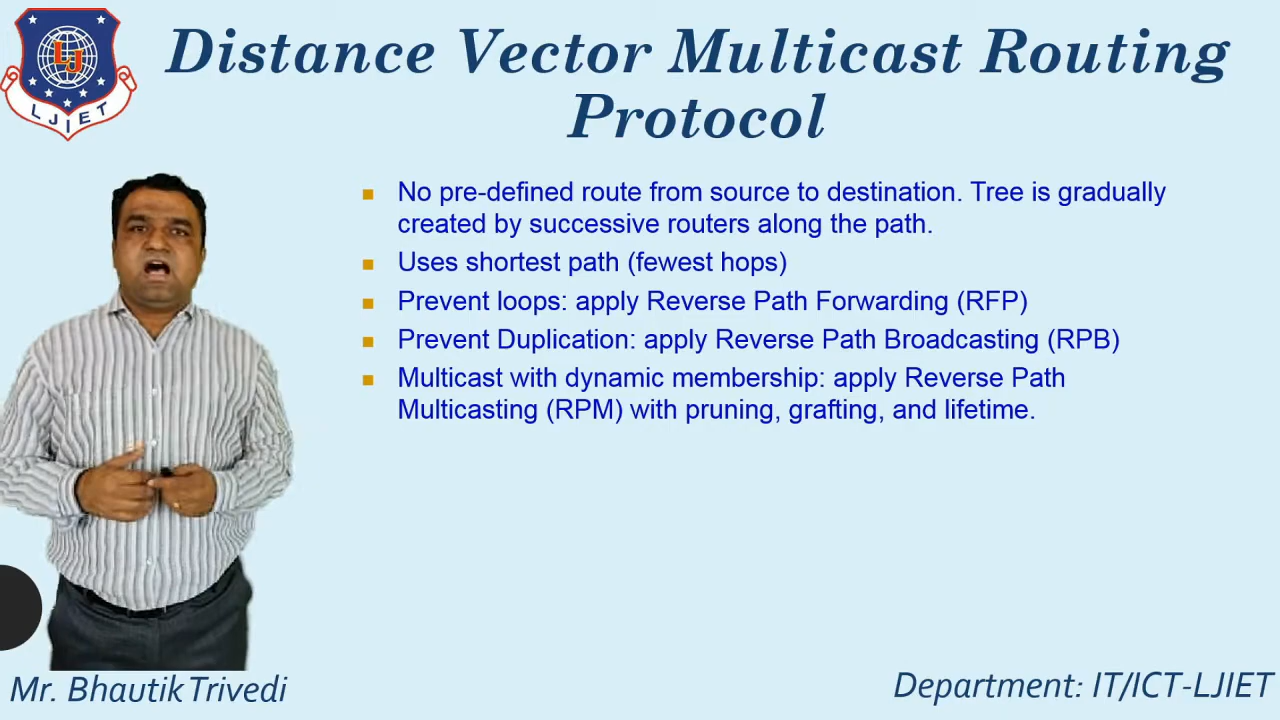 Distance Vector Multicast Routing
Protocol
LJ
LJIET
No pre-defined route from source to destination. Tree is gradually
created by successive routers along the path.
Uses shortest path (fewest hops)
Prevent loops: apply Reverse Path Forwarding (RFP)
Prevent Duplication: apply Reverse Path Broadcasting (RPB)
Multicast with dynamic membership: apply Reverse Path
Multicasting (RPM) with pruning, grafting, and lifetime.
Mr. Bhautik Trivedi
Department: IT/ICT-LJIET